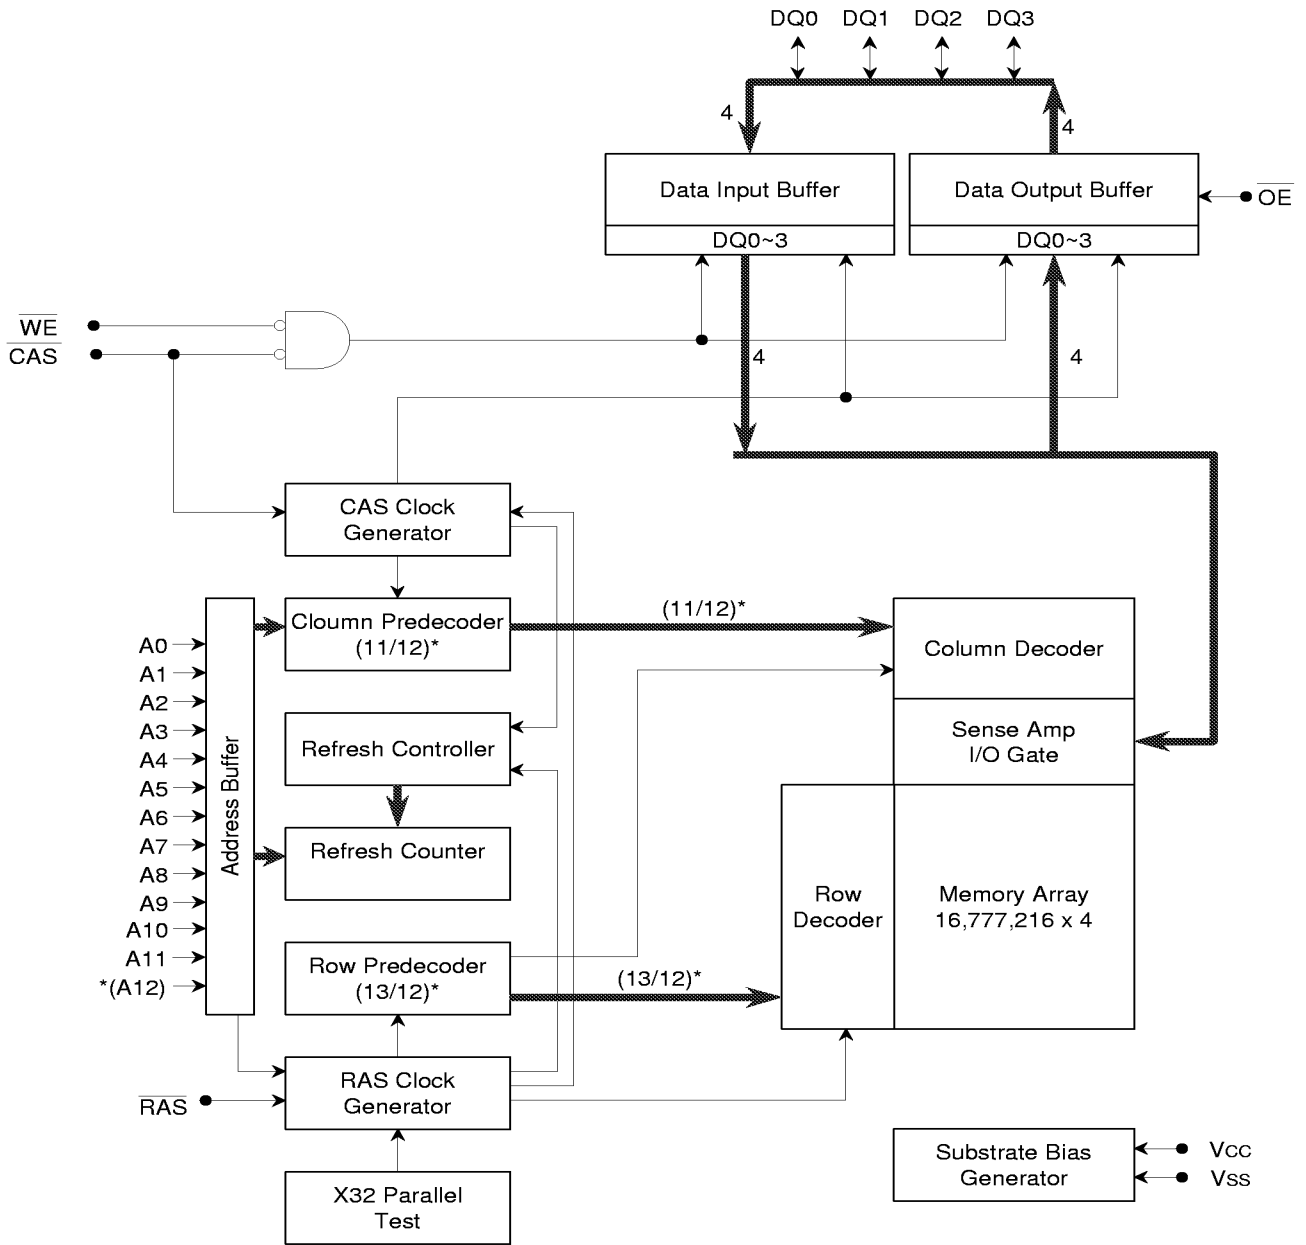 DQ0 DQ1 DQ2 DQ3
4
4
Data Input Buffer
Data Output Buffer
OE
DQ0~3
DQ0~3
WE
CAS
4
4
CAS Clock
Generator
Cloumn Predecoder
(11/12)*
(11/12)*
Column Decoder
A0
A1
A2
A3
A4
A5
A6
A7
A8
A9
A10
A11
*(A12)
Address Buffer
Refresh Controller
Sense Amp
I/O Gate
Refresh Counter
Row
Decoder
Memory Array
16,777,216 x 4
Row Predecoder
(13/12)*
(13/12)*
RAS
RAS Clock
Generator
Substrate Bias
Generator
VCC
VSS
X32 Parallel
Test